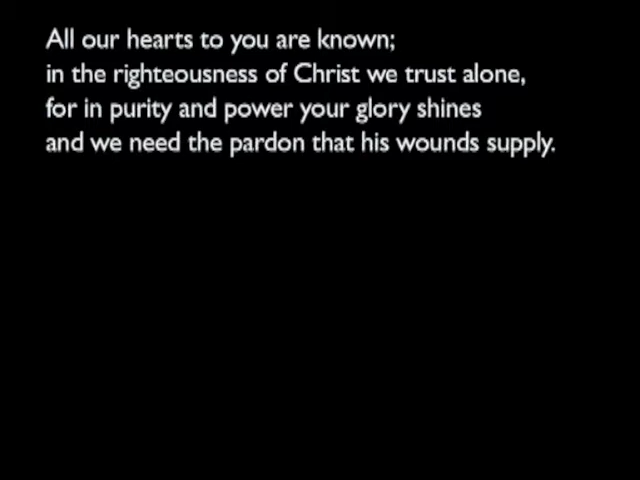 All our hearts to you are known;
in the righteousness of Christ we trust alone,
for in purity and power your glory shines
and we need the pardon that his wounds supply.